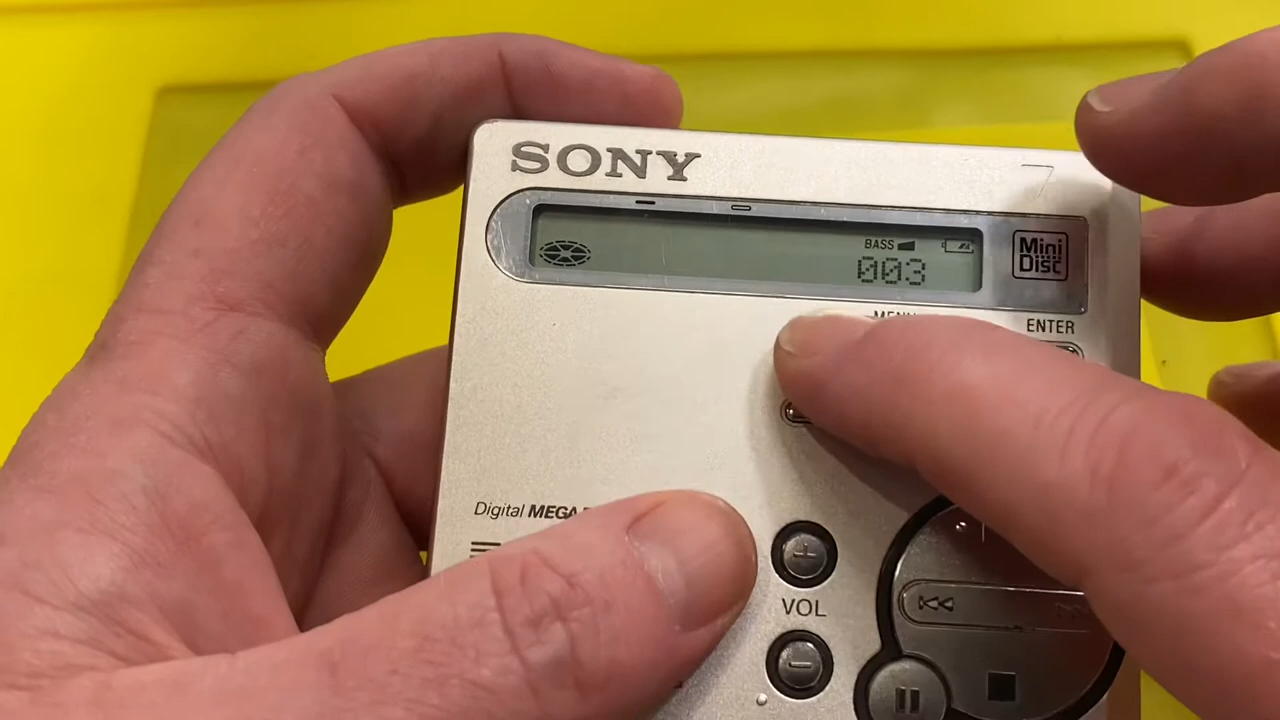 SONY
BASS
003
Mini
Disc
ENTER
Digital MEGA
+
VOL
-